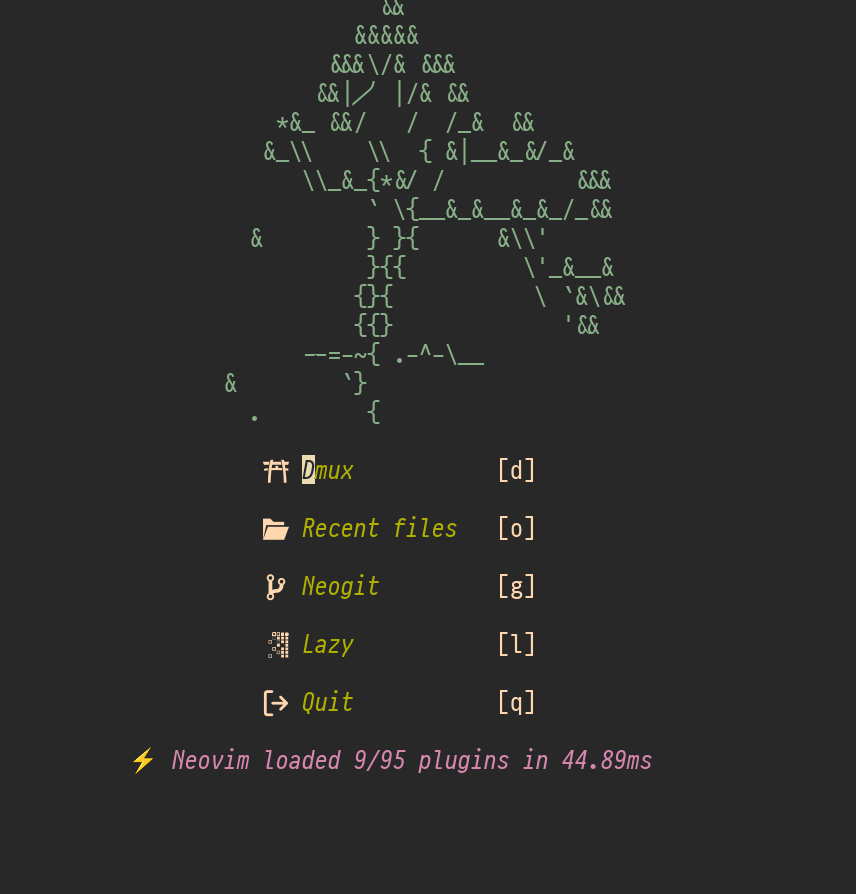 Dmux [d]
Recent files [o]
Neogit [g]
Lazy [l]
Quit [q]
⚡ Neovim loaded 9/95 plugins in 44.89ms